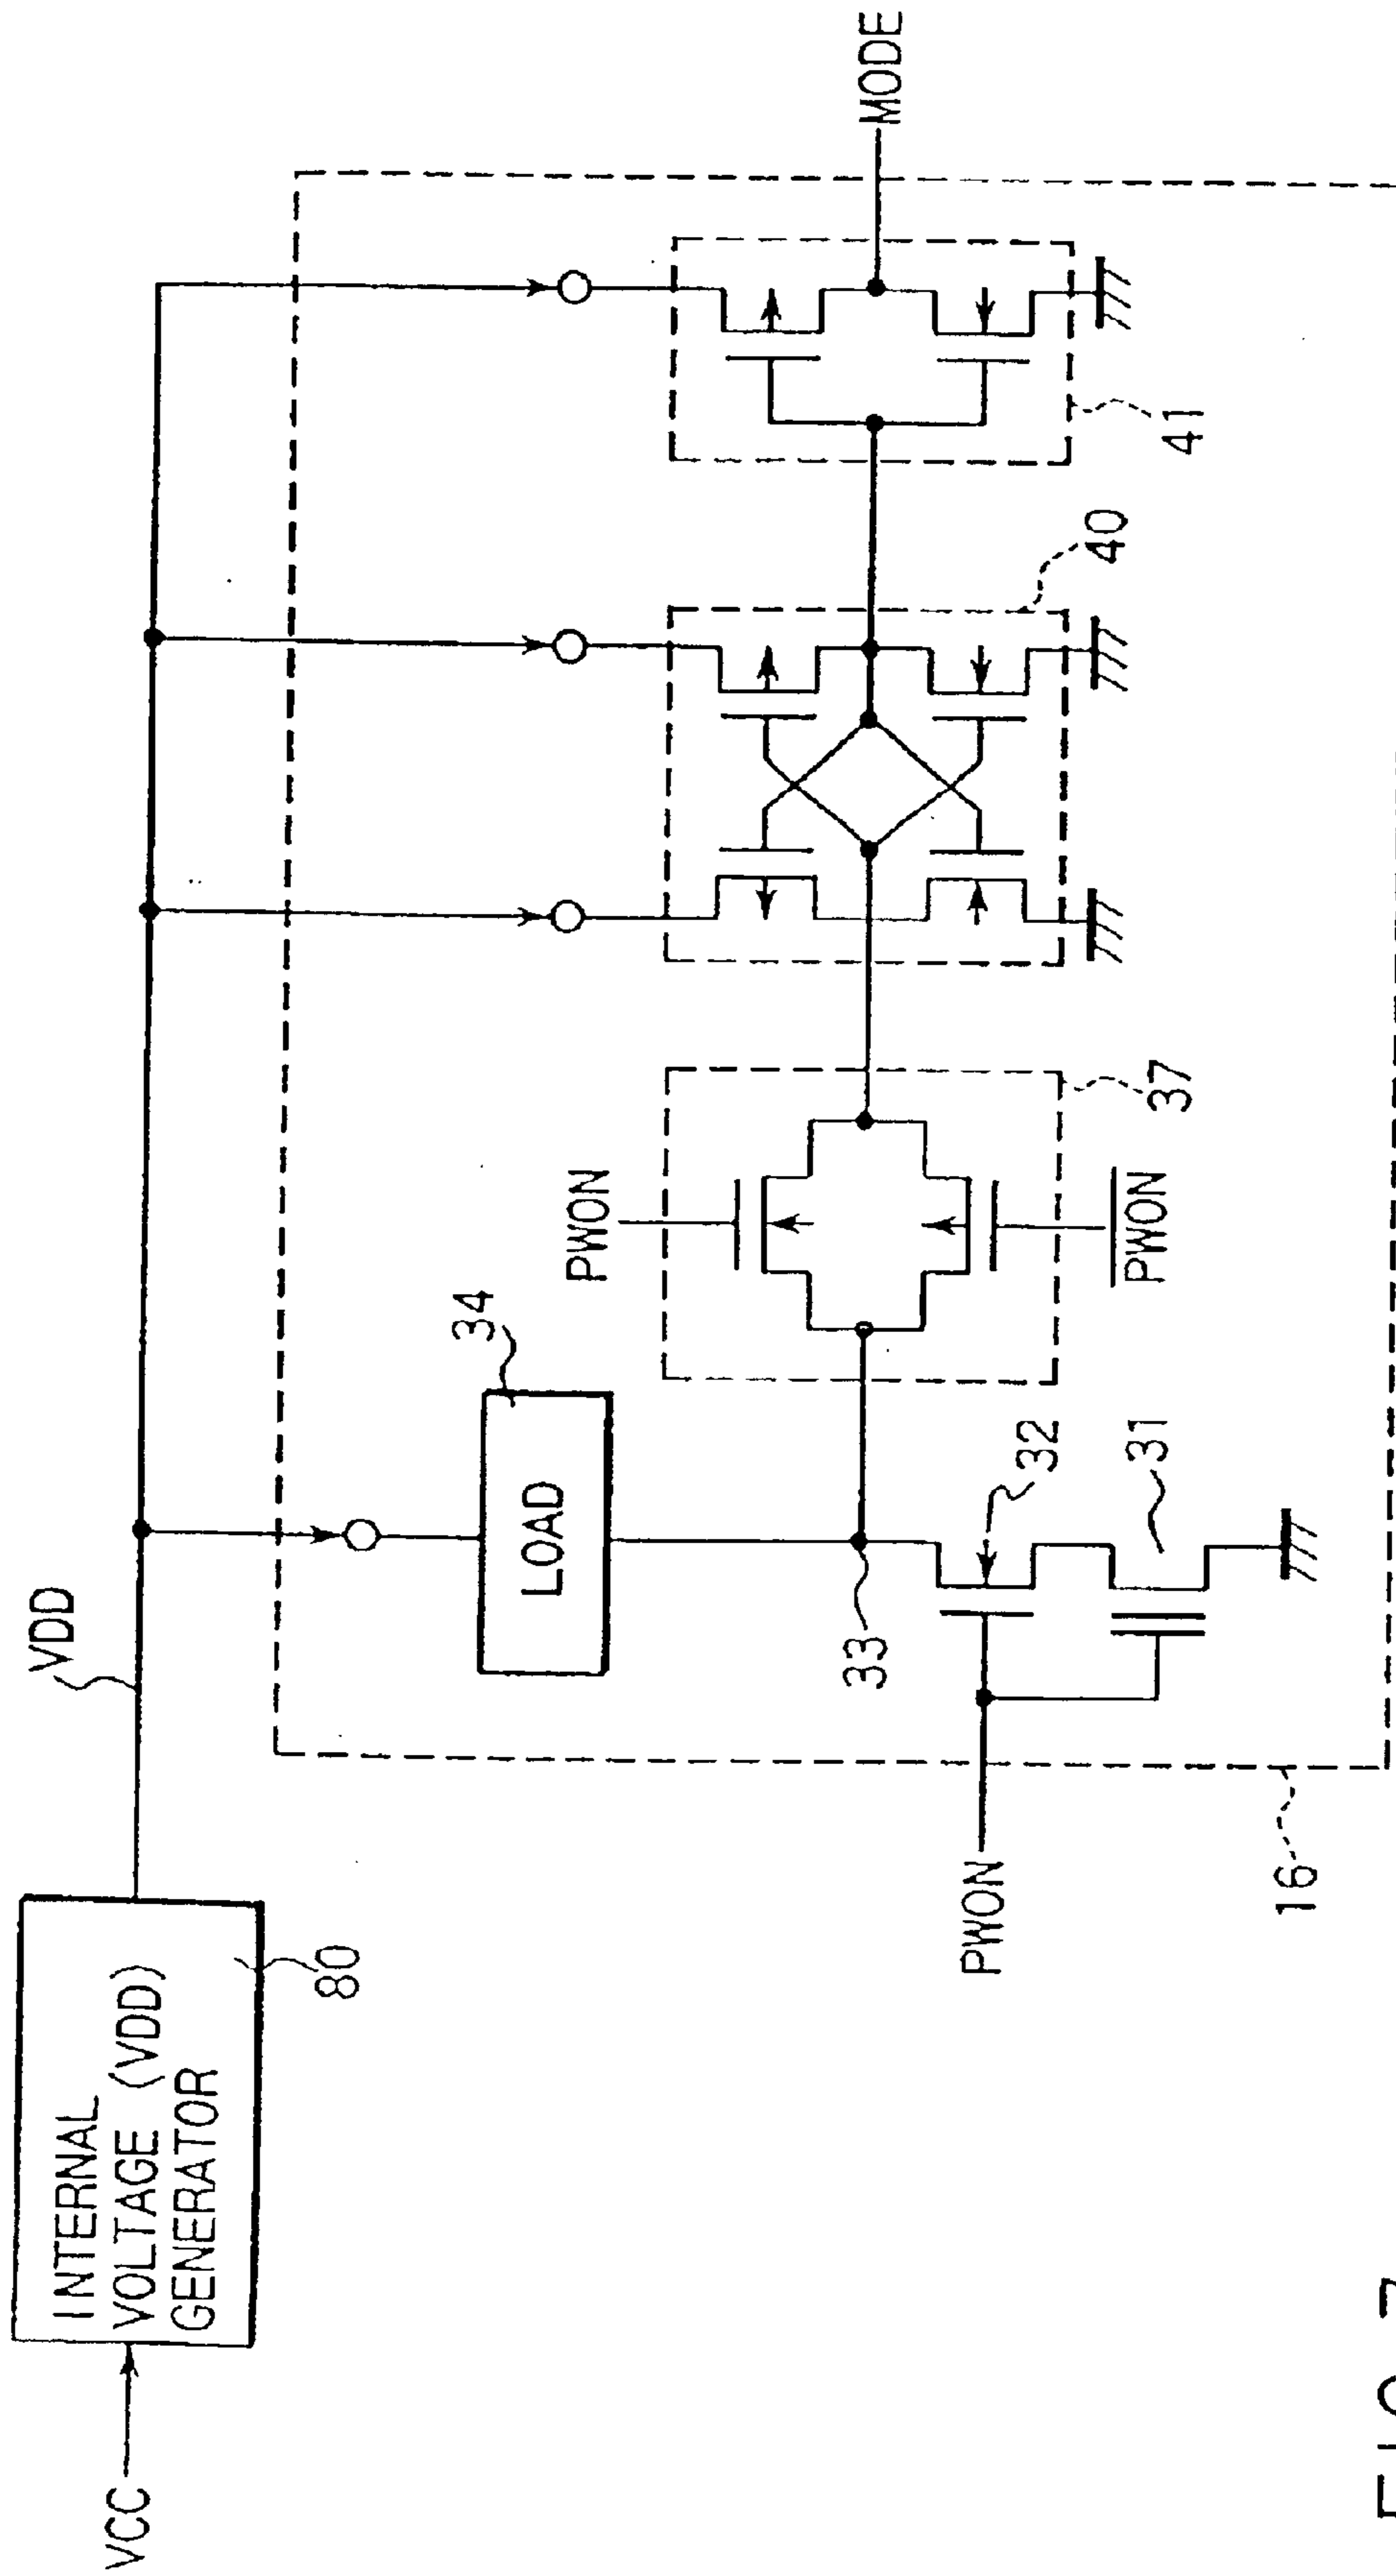 VCC
INTERNAL
VOLTAGE (VDD)
GENERATOR
80
VDD
16
PWON
LOAD
34
33
32
31
PWON
PWON
37
40
41
MODE